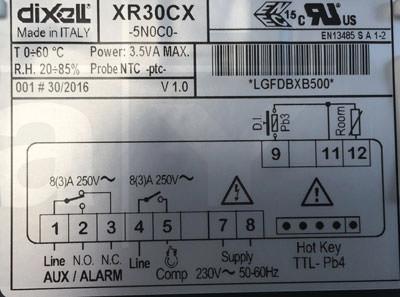 dixell XR30CX
Made in ITALY -5N0C0-
15 C US
EN13485 S A 1-2
T 0÷60 °C Power: 3.5VA MAX.
R.H. 20÷85% Probe NTC -ptc-
001 # 30/2016 V 1.0
*LGFDBXB500*
D.I. Pb3 Room
9 11 12
8(3)A 250V~ 8(3)A 250V~
1 2 3 4 5 7 8
Line N.O. N.C. Line Comp Supply Hot Key
AUX / ALARM 230V~ 50-60Hz TTL- Pb4